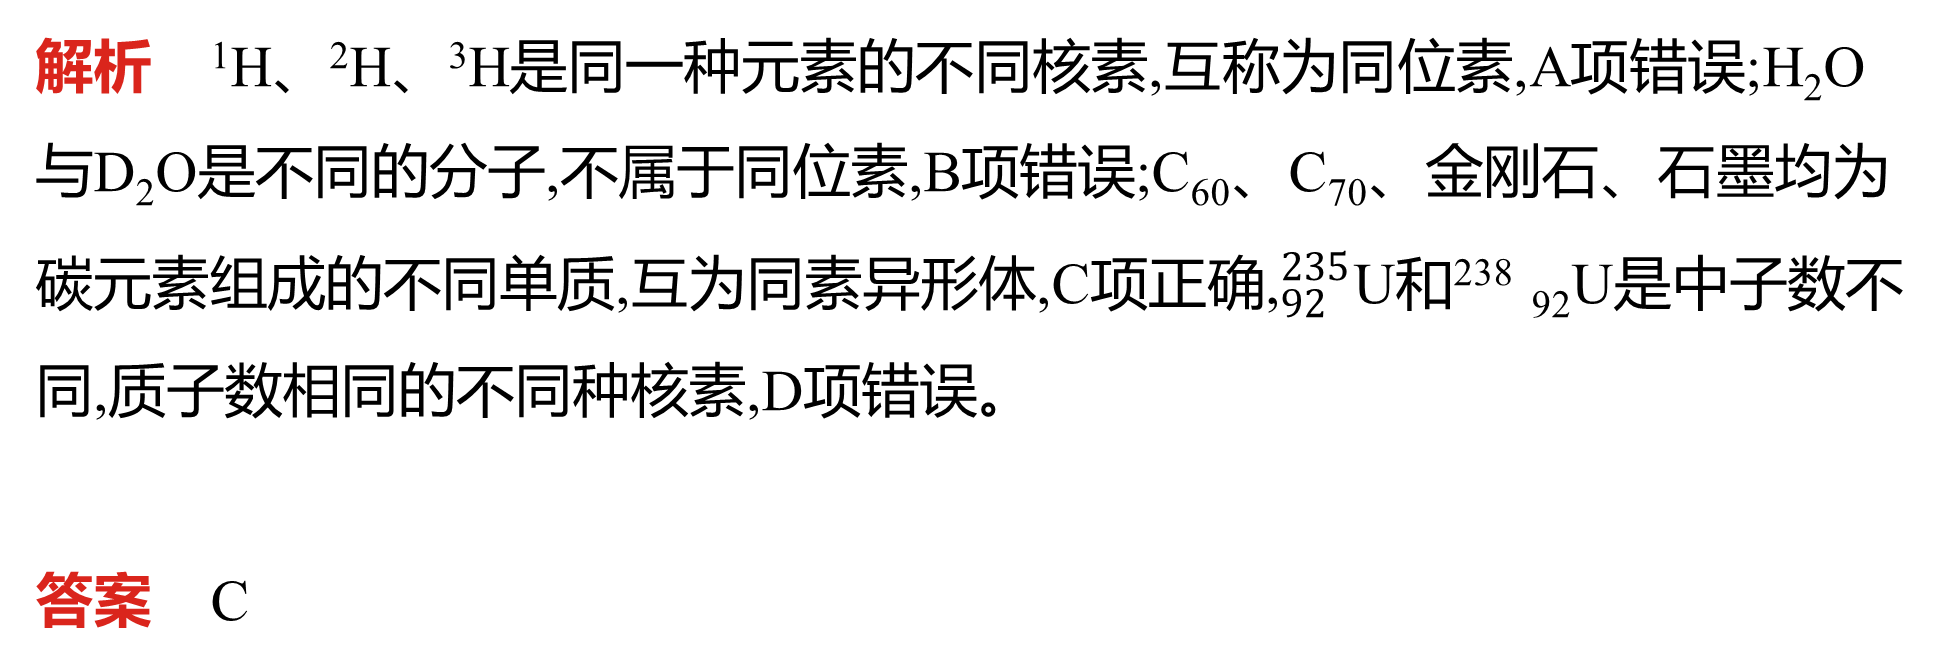 解析 ¹H、²H、³H是同一种元素的不同核素,互称为同位素,A项错误;H₂O
与D₂O是不同的分子,不属于同位素,B项错误;C₆₀、C₇₀、金刚石、石墨均为
碳元素组成的不同单质,互为同素异形体,C项正确,²³⁵₉₂U和²³⁸ ₉₂U是中子数不
同,质子数相同的不同种核素,D项错误。
答案 C